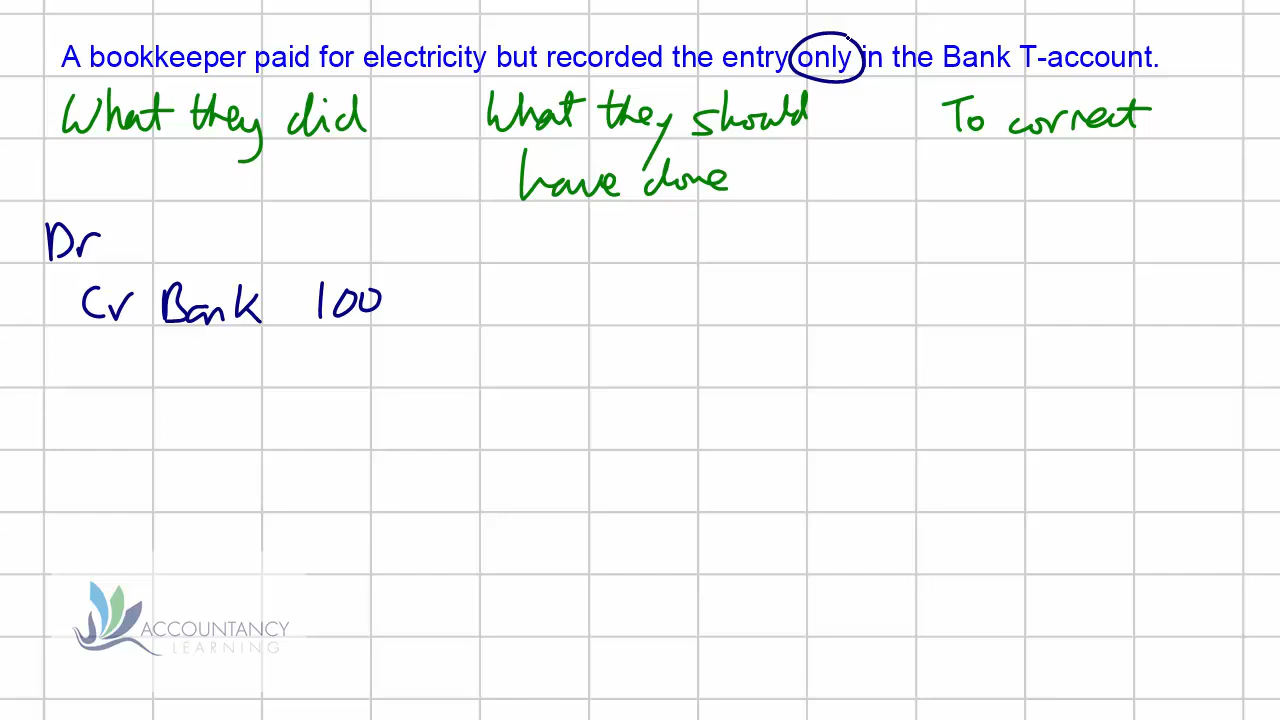 A bookkeeper paid for electricity but recorded the entry only in the Bank T-account.
What they did
What they should
have done
To correct
Dr
Cr Bank 100
ACCOUNTANCY
LEARNING